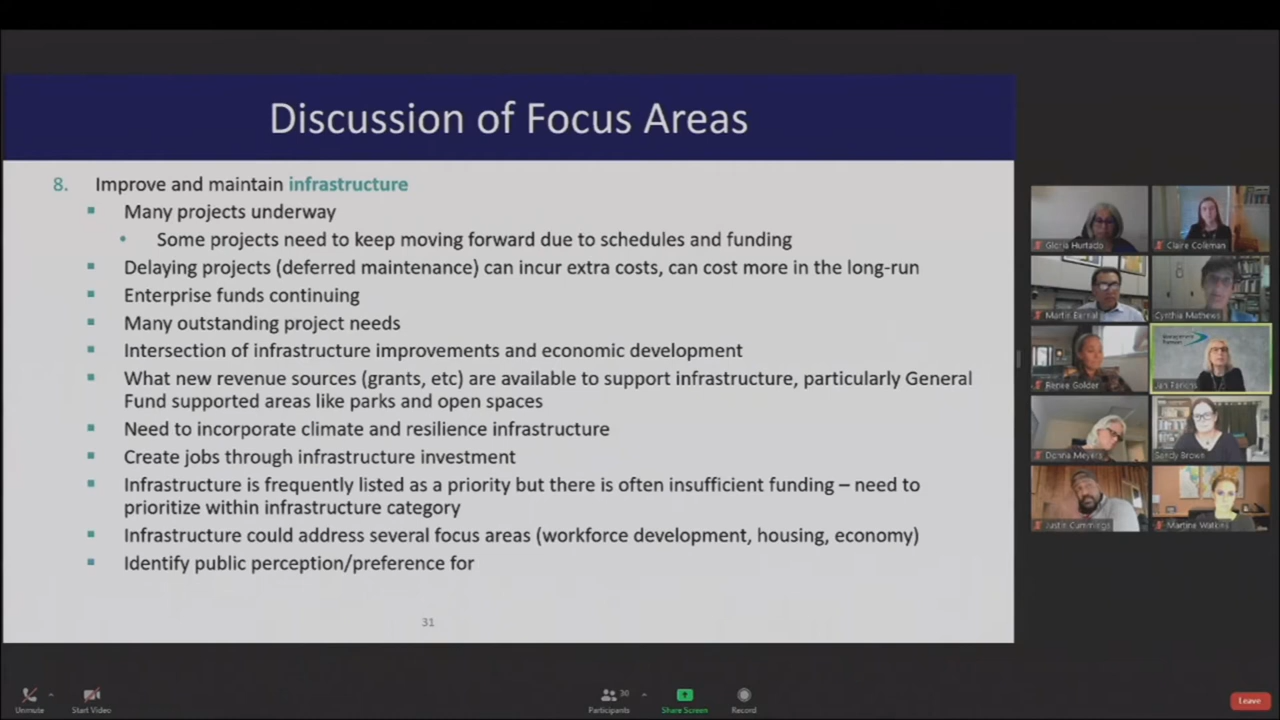 Discussion of Focus Areas
8. Improve and maintain infrastructure
▪ Many projects underway
• Some projects need to keep moving forward due to schedules and funding
▪ Delaying projects (deferred maintenance) can incur extra costs, can cost more in the long-run
▪ Enterprise funds continuing
▪ Many outstanding project needs
▪ Intersection of infrastructure improvements and economic development
▪ What new revenue sources (grants, etc) are available to support infrastructure, particularly General
Fund supported areas like parks and open spaces
▪ Need to incorporate climate and resilience infrastructure
▪ Create jobs through infrastructure investment
▪ Infrastructure is frequently listed as a priority but there is often insufficient funding – need to
prioritize within infrastructure category
▪ Infrastructure could address several focus areas (workforce development, housing, economy)
▪ Identify public perception/preference for
31
Gloria Hurtado
Claire Coleman
Martin Bernal
Cynthia Mathews
Renee Golder
Management
Partners
Jan Perkins
Donna Meyers
Sandy Brown
Justin Cummings
Martine Watkins
Unmute
Start Video
Participants
Share Screen
Record
Leave